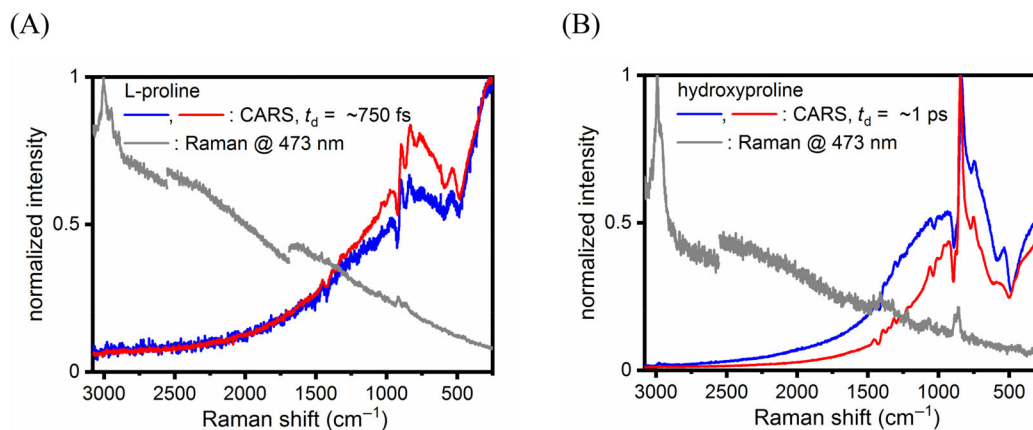 (A)
(B)
L-proline
, : CARS, t_d = ~750 fs
: Raman @ 473 nm
normalized intensity
1
0.5
0
3000 2500 2000 1500 1000 500
Raman shift (cm⁻¹)
hydroxyproline
, : CARS, t_d = ~1 ps
: Raman @ 473 nm
normalized intensity
1
0.5
0
3000 2500 2000 1500 1000 500
Raman shift (cm⁻¹)